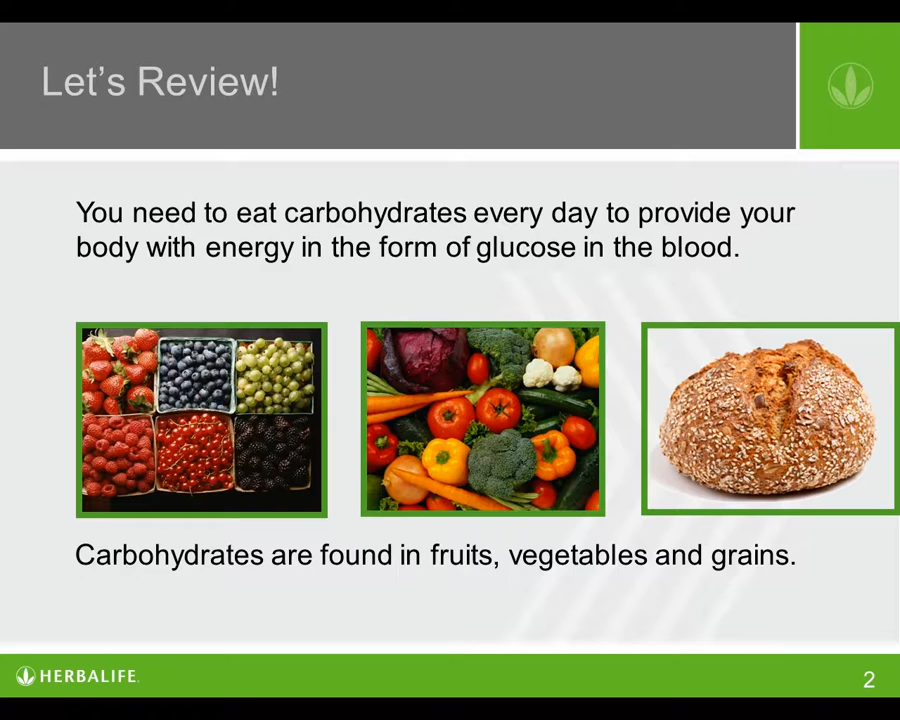 Let's Review!
You need to eat carbohydrates every day to provide your
body with energy in the form of glucose in the blood.
Carbohydrates are found in fruits, vegetables and grains.
HERBALIFE.
2